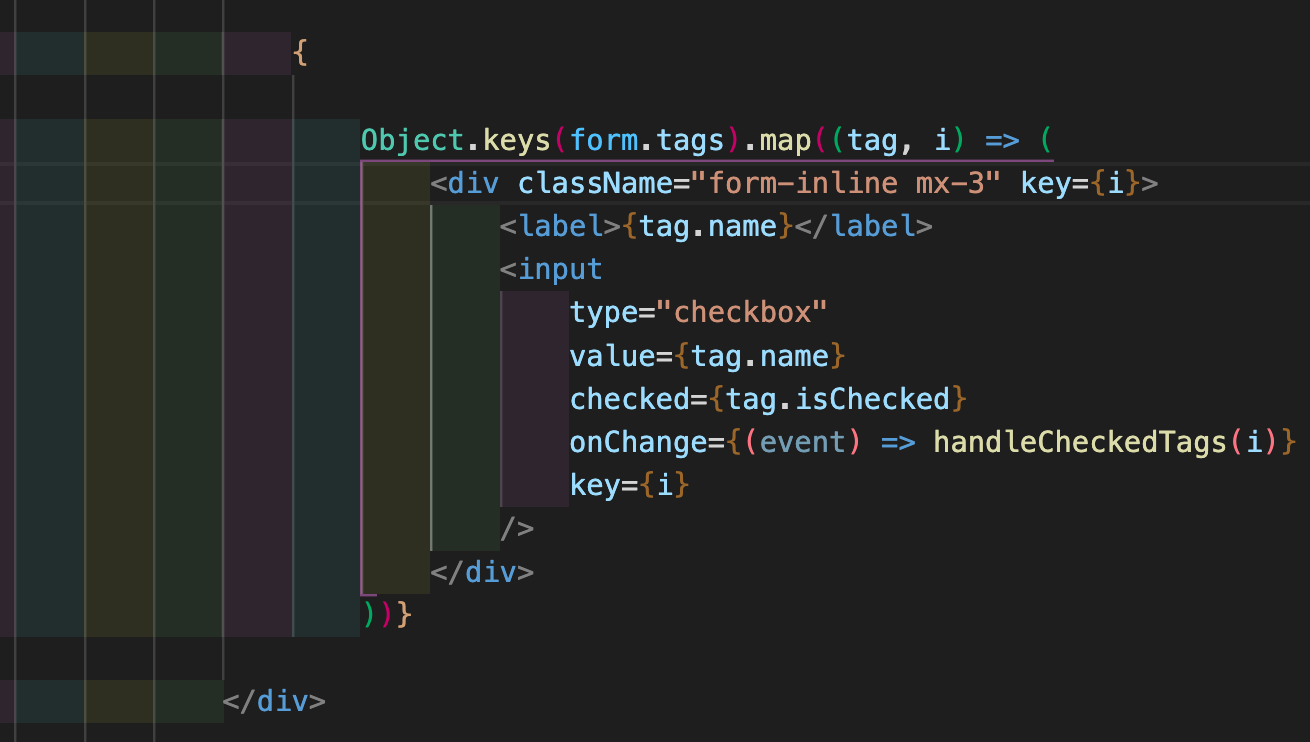 {
Object.keys(form.tags).map((tag, i) => (
<div className="form-inline mx-3" key={i}>
<label>{tag.name}</label>
<input
type="checkbox"
value={tag.name}
checked={tag.isChecked}
onChange={(event) => handleCheckedTags(i)}
key={i}
/>
</div>
))}
</div>